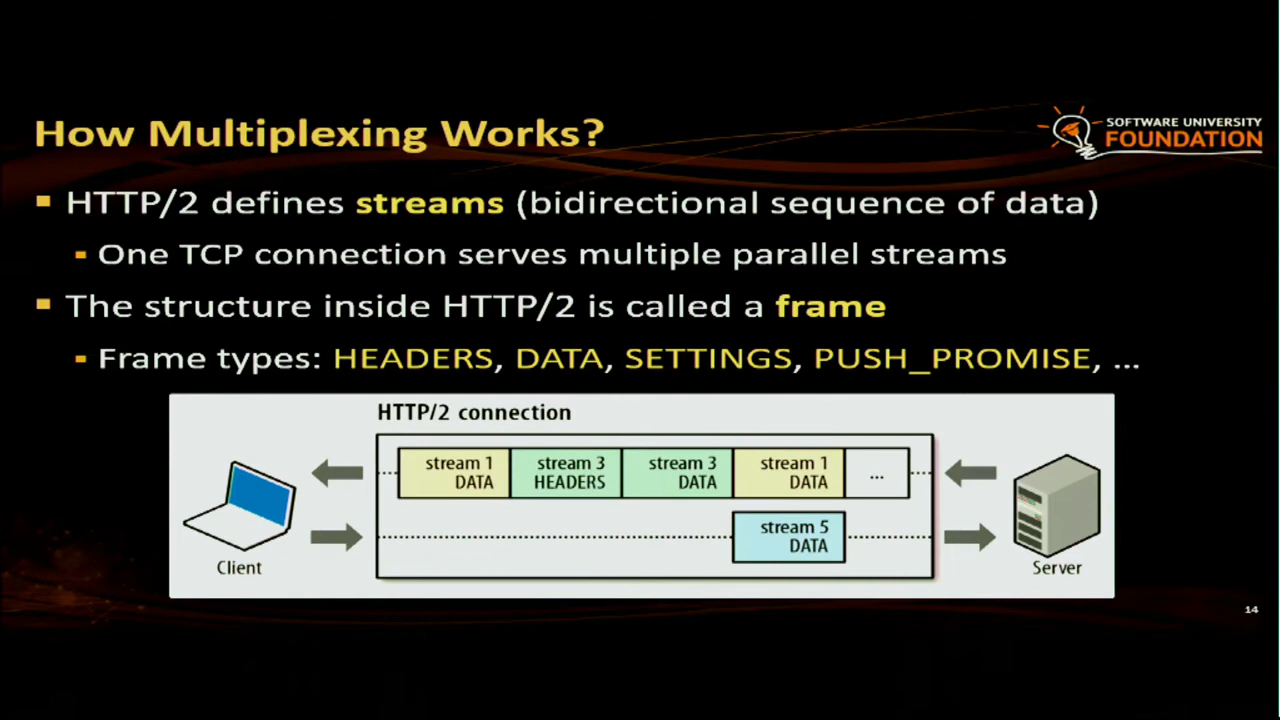 How Multiplexing Works?
SOFTWARE UNIVERSITY
FOUNDATION
HTTP/2 defines streams (bidirectional sequence of data)
One TCP connection serves multiple parallel streams
The structure inside HTTP/2 is called a frame
Frame types: HEADERS, DATA, SETTINGS, PUSH_PROMISE, ...
HTTP/2 connection
stream 1
DATA
stream 3
HEADERS
stream 3
DATA
stream 1
DATA
...
stream 5
DATA
Client
Server
14